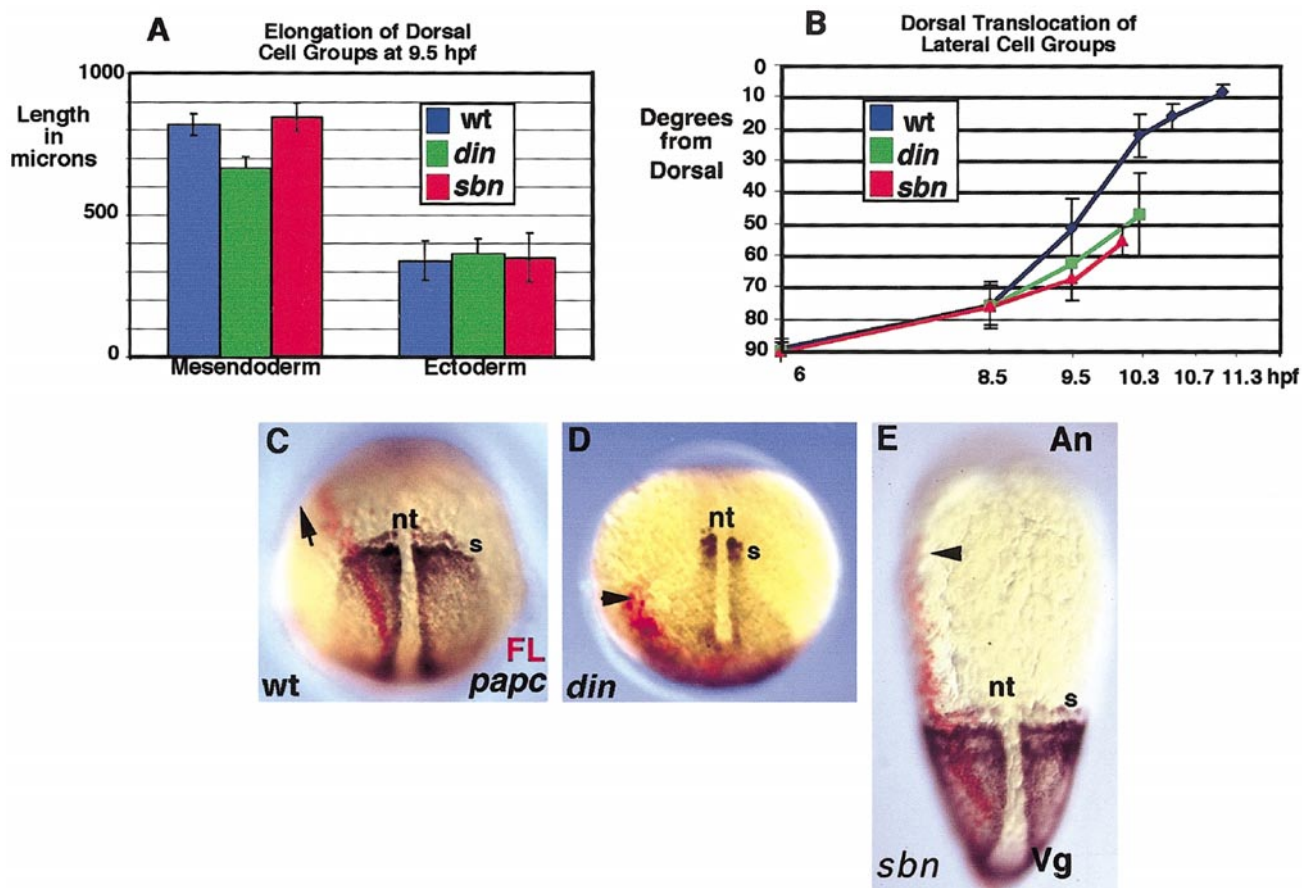 A
Elongation of Dorsal
Cell Groups at 9.5 hpf
1000
Length
in
microns
500
0
wt
din
sbn
Mesendoderm
Ectoderm
B
Dorsal Translocation of
Lateral Cell Groups
Degrees
from
Dorsal
0
10
20
30
40
50
60
70
80
90
wt
din
sbn
6
8.5
9.5
10.3
10.7
11.3 hpf
C
nt
s
FL
wt
papc
D
nt
s
din
E
An
nt
s
sbn
Vg